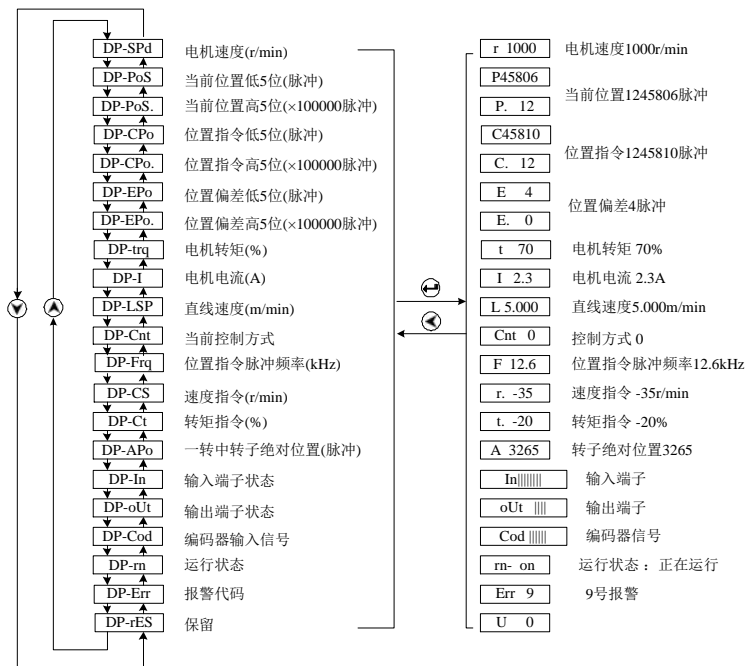 DP-SPd 电机速度(r/min) r 1000 电机速度1000r/min
DP-PoS 当前位置低5位(脉冲) P45806
当前位置1245806脉冲
DP-PoS. 当前位置高5位(×100000脉冲) P. 12
DP-CPo 位置指令低5位(脉冲) C45810
位置指令1245810脉冲
DP-CPo. 位置指令高5位(×100000脉冲) C. 12
DP-EPo 位置偏差低5位(脉冲) E 4
位置偏差4脉冲
DP-EPo. 位置偏差高5位(×100000脉冲) E. 0
DP-trq 电机转矩(%) t 70 电机转矩 70%
DP-I 电机电流(A) I 2.3 电机电流 2.3A
DP-LSP 直线速度(m/min) L 5.000 直线速度5.000m/min
DP-Cnt 当前控制方式 Cnt 0 控制方式 0
DP-Frq 位置指令脉冲频率(kHz) F 12.6 位置指令脉冲频率12.6kHz
DP-CS 速度指令(r/min) r. -35 速度指令 -35r/min
DP-Ct 转矩指令(%) t. -20 转矩指令 -20%
DP-APo 一转中转子绝对位置(脉冲) A 3265 转子绝对位置3265
DP-In 输入端子状态 In|||||||| 输入端子
DP-oUt 输出端子状态 oUt |||| 输出端子
DP-Cod 编码器输入信号 Cod |||||| 编码器信号
DP-rn 运行状态 rn- on 运行状态：正在运行
DP-Err 报警代码 Err 9 9号报警
DP-rES 保留 U 0